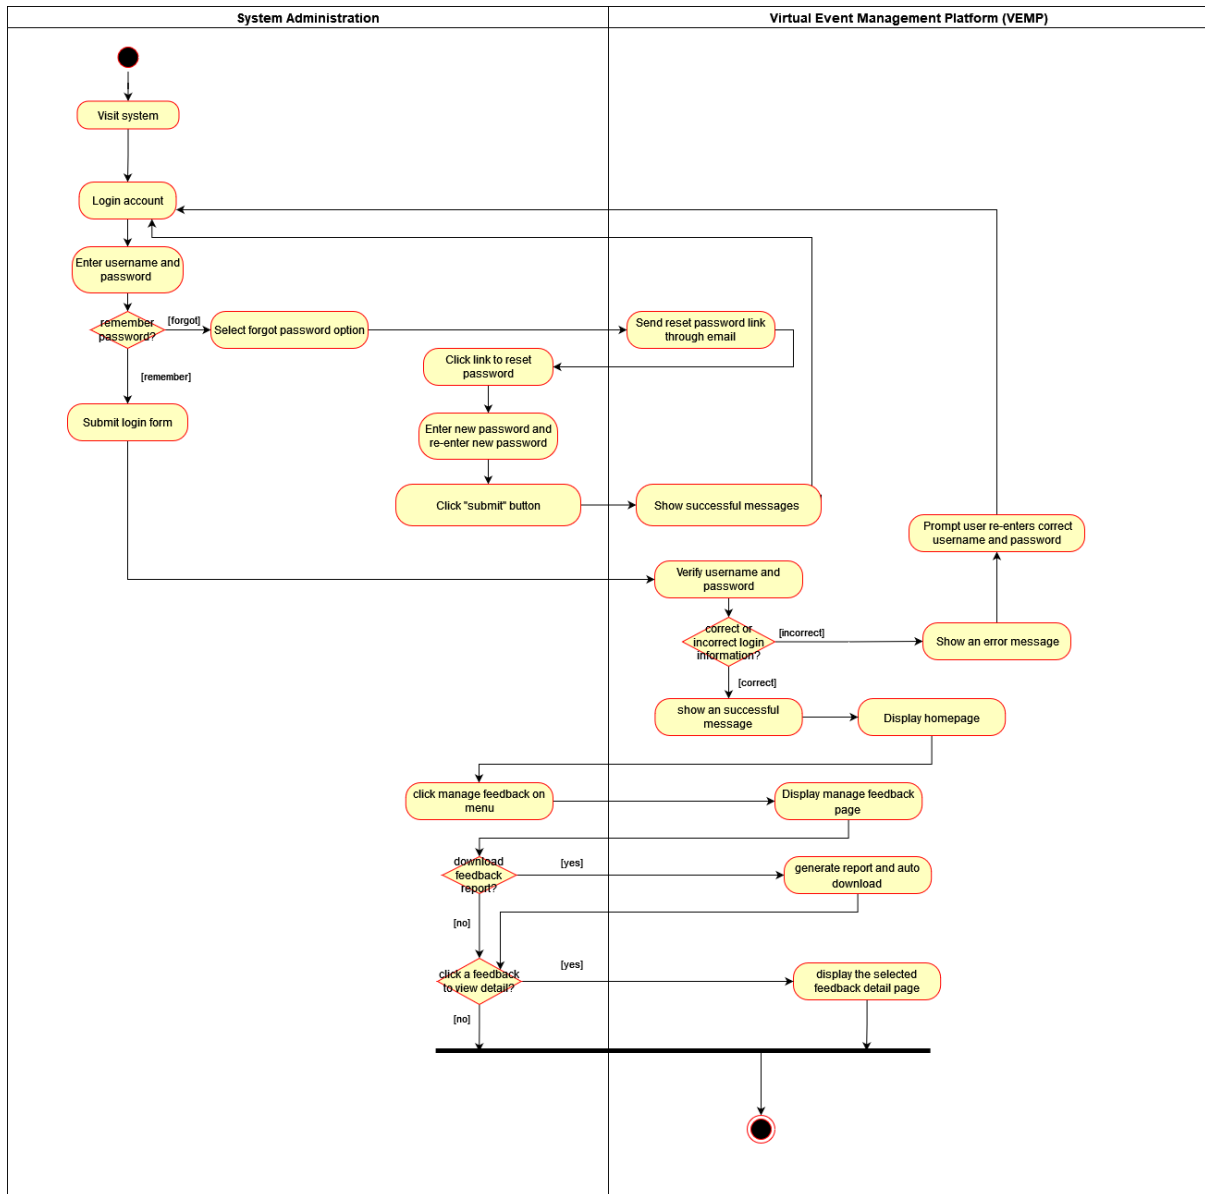 System Administration
Virtual Event Management Platform (VEMP)
Visit system
Login account
Enter username and
password
remember
password?
[forgot]
Select forgot password option
Send reset password link
through email
Click link to reset
password
[remember]
Submit login form
Enter new password and
re-enter new password
Click "submit" button
Show successful messages
Prompt user re-enters correct
username and password
Verify username and
password
correct or
incorrect login
information?
[incorrect]
Show an error message
[correct]
show an successful
message
Display homepage
click manage feedback on
menu
Display manage feedback
page
download
feedback
report?
[yes]
generate report and auto
download
[no]
click a feedback
to view detail?
[yes]
display the selected
feedback detail page
[no]